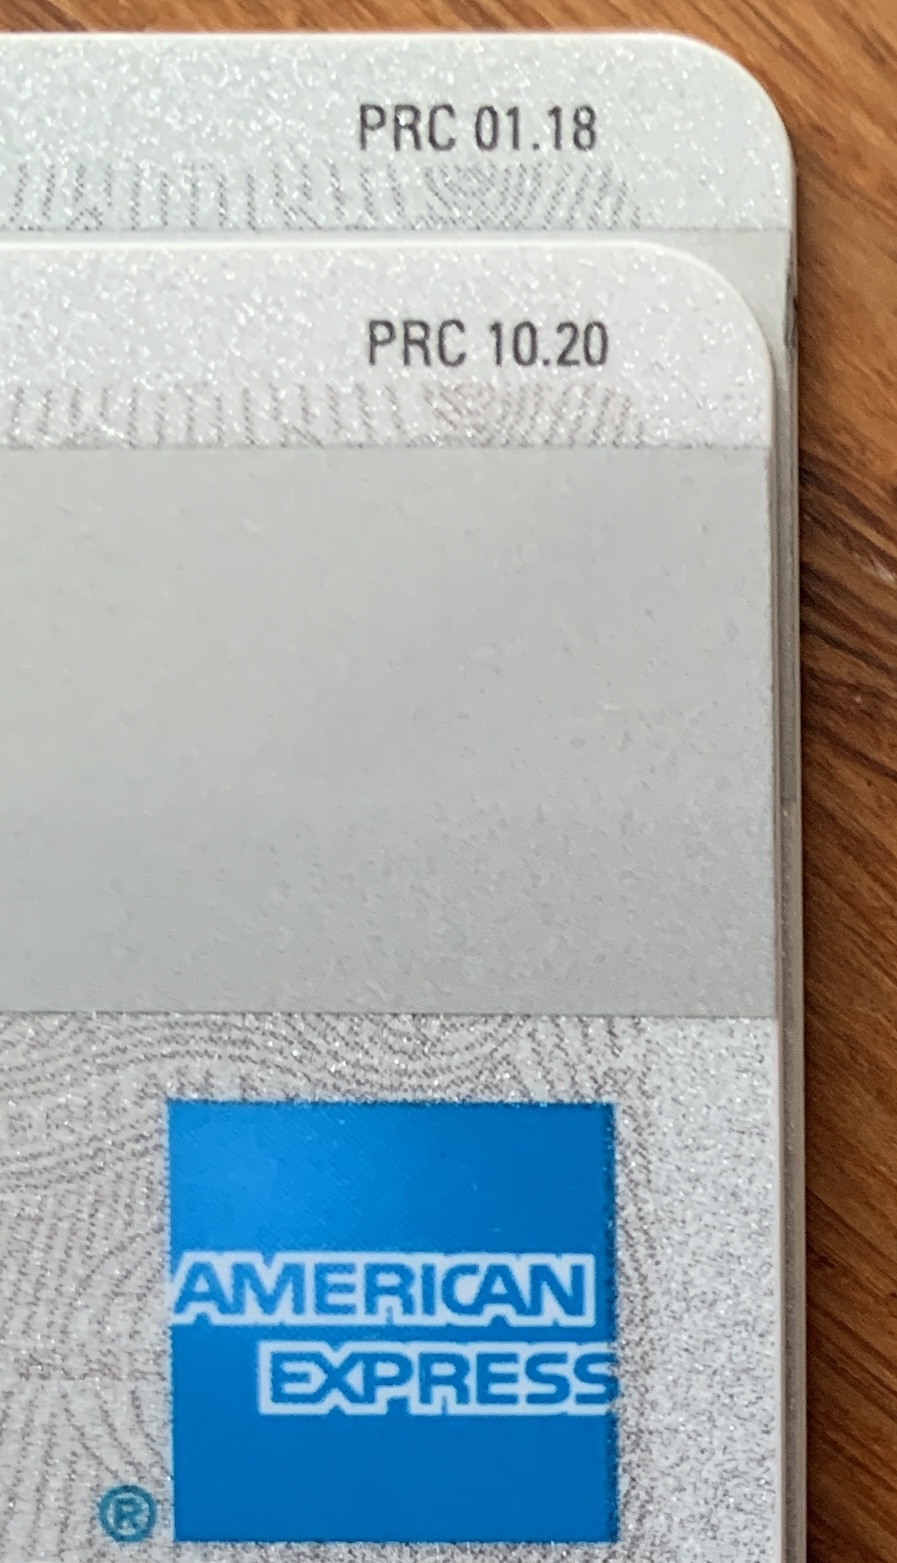 PRC 01.18
PRC 10.20
AMERICAN
EXPRESS
®